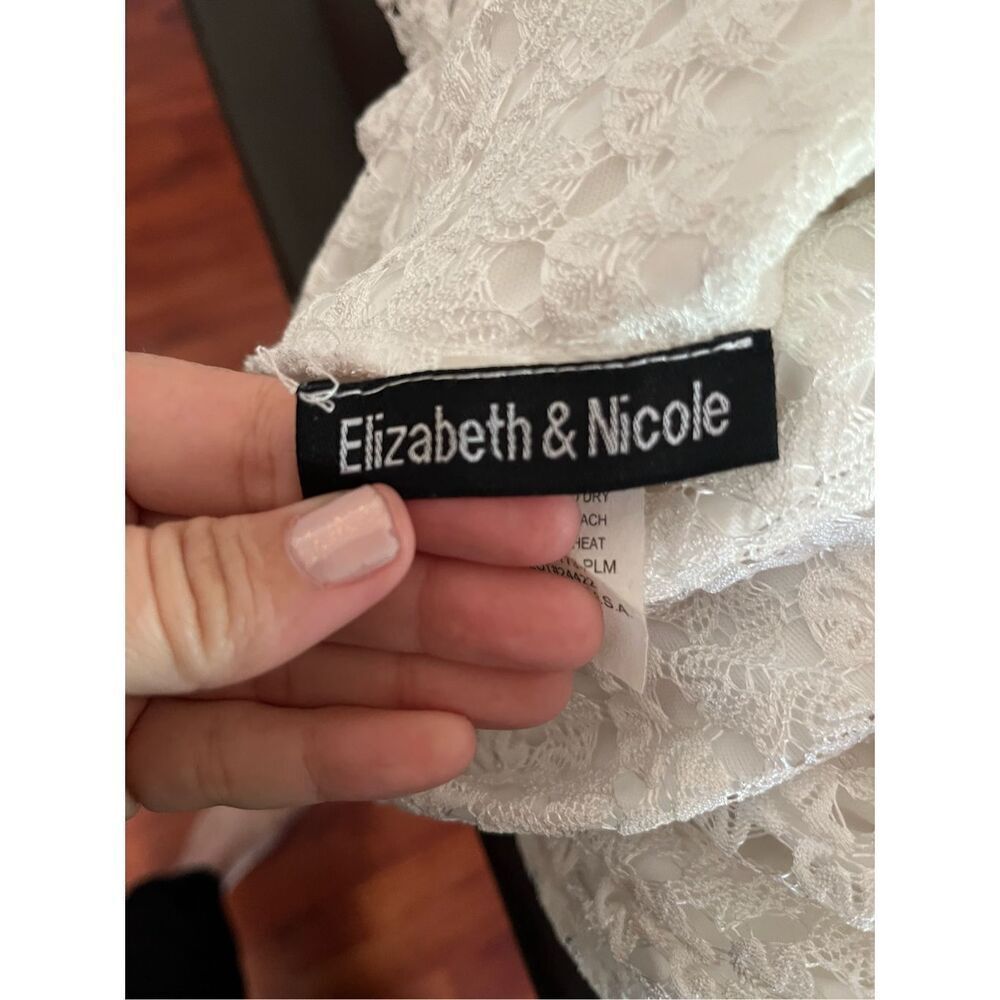 Elizabeth & Nicole
DRY
ACH
HEAT
PLM
S.A.